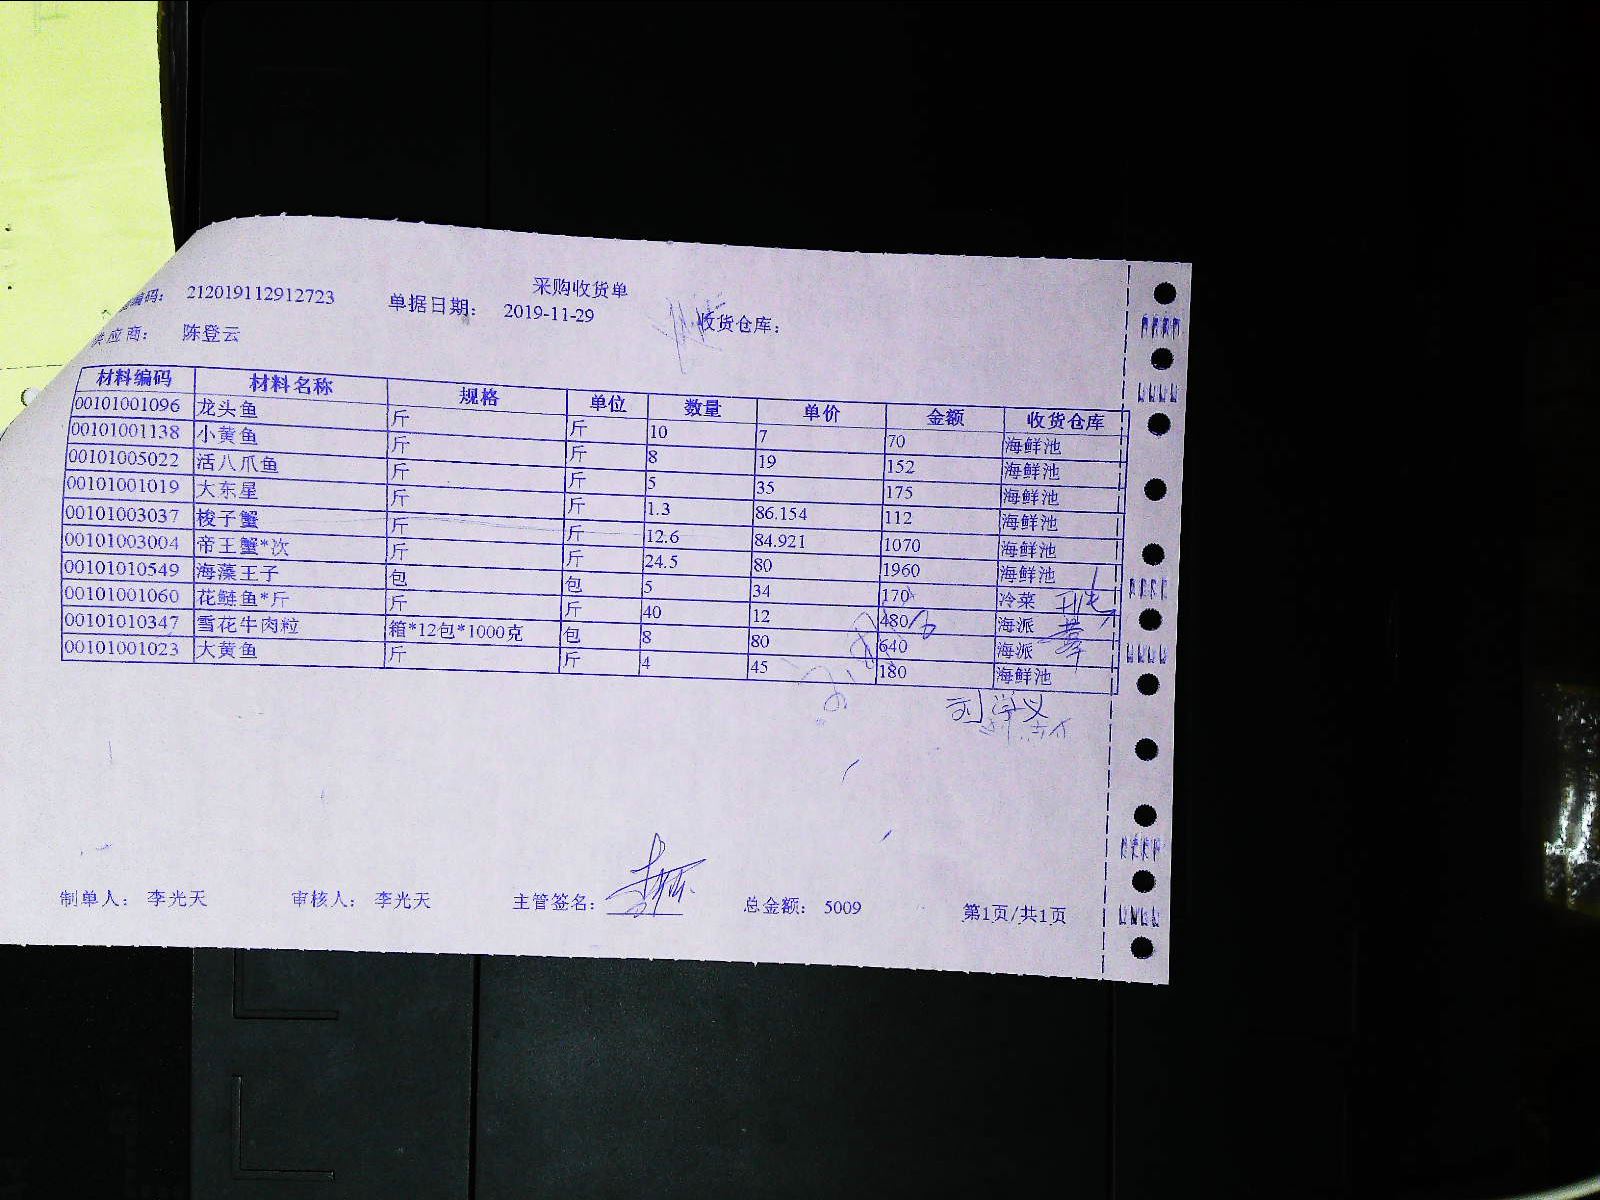 采购收货单
编码: 212019112912723 单据日期: 2019-11-29 收货仓库:
供应商: 陈登云
材料编码 材料名称 规格 单位 数量 单价 金额 收货仓库
00101001096 龙头鱼 斤 斤 10 7 70 海鲜池
00101001138 小黄鱼 斤 斤 8 19 152 海鲜池
00101005022 活八爪鱼 斤 斤 5 35 175 海鲜池
00101001019 大东星 斤 斤 1.3 86.154 112 海鲜池
00101003037 梭子蟹 斤 斤 12.6 84.921 1070 海鲜池
00101003004 帝王蟹*次 斤 斤 24.5 80 1960 海鲜池
00101010549 海藻王子 包 包 5 34 170 冷菜
00101001060 花鲢鱼*斤 斤 斤 40 12 480 海派
00101010347 雪花牛肉粒 箱*12包*1000克 包 8 80 640 海派
00101001023 大黄鱼 斤 斤 4 45 180 海鲜池
刘学义
制单人: 李光天 审核人: 李光天 主管签名: 总金额: 5009 第1页/共1页